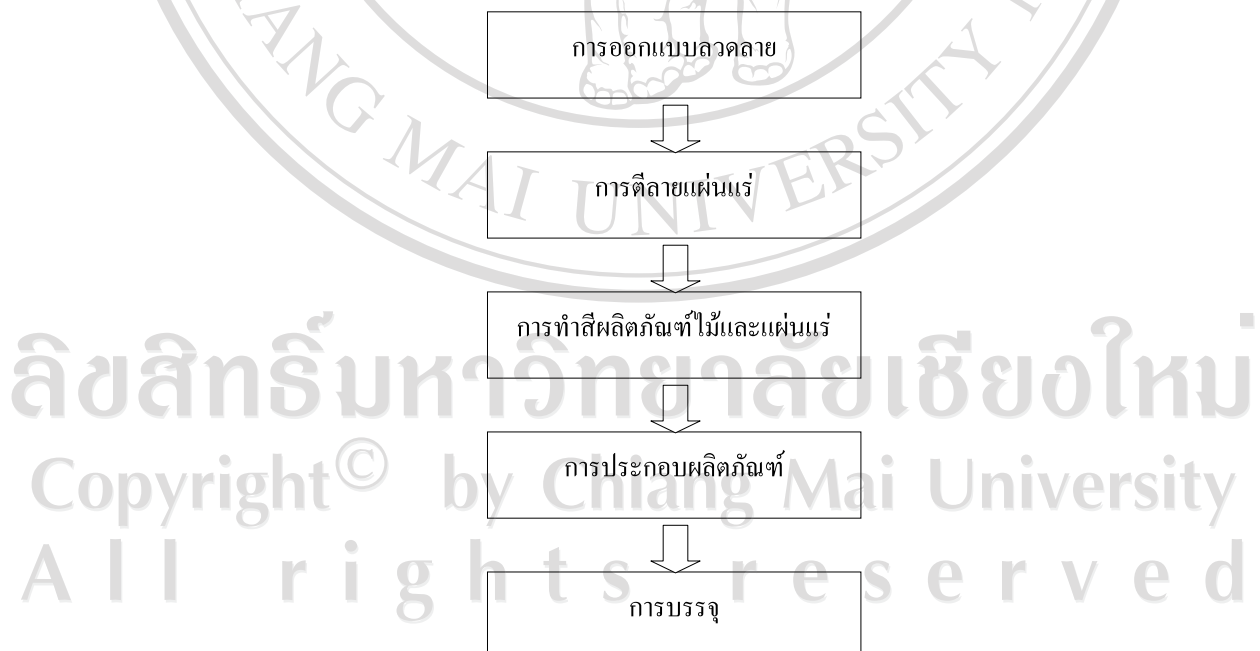 การออกแบบลวดลาย
CHIANG MAI UNIVERSITY
การตีลายแผ่นแร่
การทำสีผลิตภัณฑ์ไม้และแผ่นแร่
ลิขสิทธิ์มหาวิทยาลัยเชียงใหม่
การประกอบผลิตภัณฑ์
Copyright© by Chiang Mai University
All rights reserved
การบรรจุ